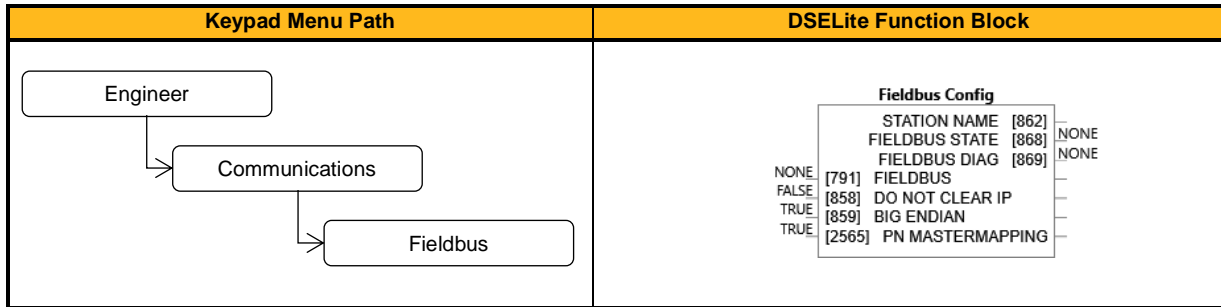 Keypad Menu Path
DSELite Function Block
Engineer
Communications
Fieldbus
Fieldbus Config
STATION NAME [862]
FIELDBUS STATE [868] NONE
FIELDBUS DIAG [869] NONE
NONE [791] FIELDBUS
FALSE [858] DO NOT CLEAR IP
TRUE [859] BIG ENDIAN
TRUE [2565] PN MASTERMAPPING